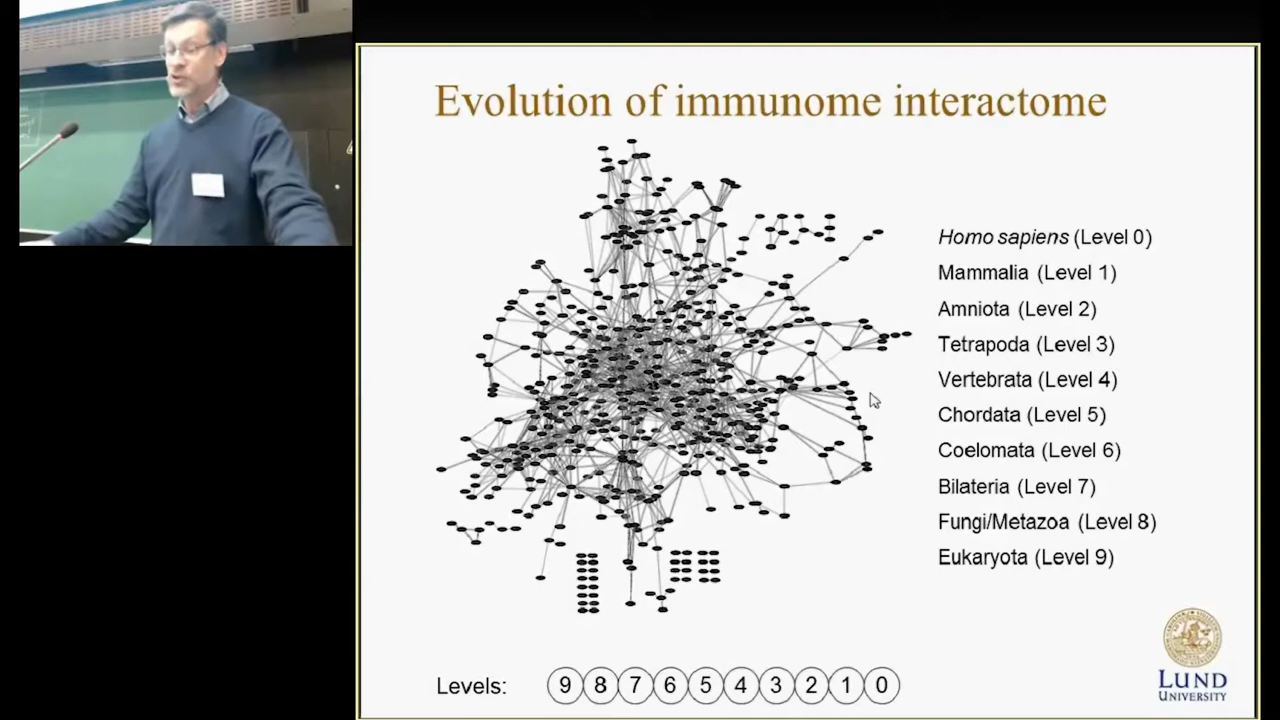 Evolution of immunome interactome
Homo sapiens (Level 0)
Mammalia (Level 1)
Amniota (Level 2)
Tetrapoda (Level 3)
Vertebrata (Level 4)
Chordata (Level 5)
Coelomata (Level 6)
Bilateria (Level 7)
Fungi/Metazoa (Level 8)
Eukaryota (Level 9)
Levels: 9 8 7 6 5 4 3 2 1 0
LUND
UNIVERSITY